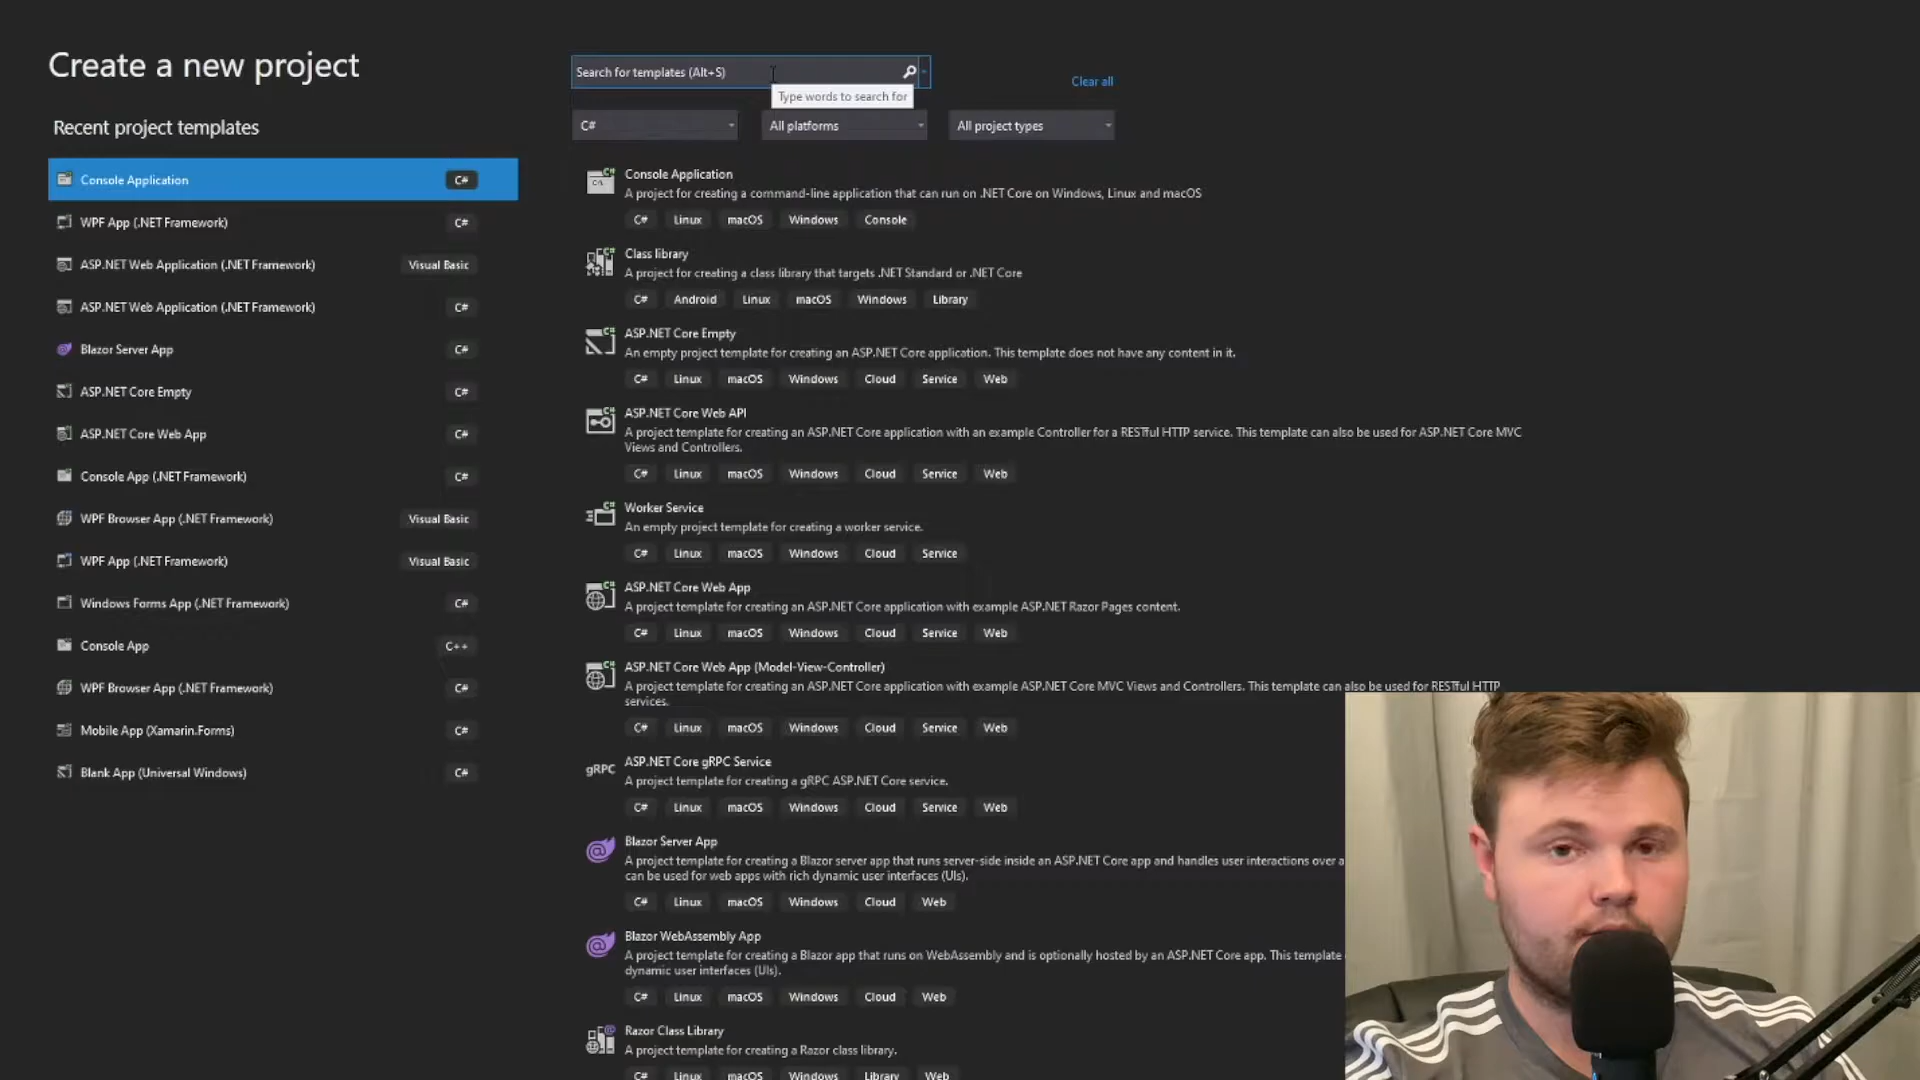 Create a new project
Search for templates (Alt+S)
Clear all
Type words to search for
C#
All platforms
All project types
Recent project templates
Console Application
C#
WPF App (.NET Framework)
C#
ASP.NET Web Application (.NET Framework)
Visual Basic
ASP.NET Web Application (.NET Framework)
C#
Blazor Server App
C#
ASP.NET Core Empty
C#
ASP.NET Core Web App
C#
Console App (.NET Framework)
C#
WPF Browser App (.NET Framework)
Visual Basic
WPF App (.NET Framework)
Visual Basic
Windows Forms App (.NET Framework)
C#
Console App
C++
WPF Browser App (.NET Framework)
C#
Mobile App (Xamarin.Forms)
C#
Blank App (Universal Windows)
C#
Console Application
A project for creating a command-line application that can run on .NET Core on Windows, Linux and macOS
C# Linux macOS Windows Console
Class library
A project for creating a class library that targets .NET Standard or .NET Core
C# Android Linux macOS Windows Library
ASP.NET Core Empty
An empty project template for creating an ASP.NET Core application. This template does not have any content in it.
C# Linux macOS Windows Cloud Service Web
ASP.NET Core Web API
A project template for creating an ASP.NET Core application with an example Controller for a RESTful HTTP service. This template can also be used for ASP.NET Core MVC
Views and Controllers.
C# Linux macOS Windows Cloud Service Web
Worker Service
An empty project template for creating a worker service.
C# Linux macOS Windows Cloud Service
ASP.NET Core Web App
A project template for creating an ASP.NET Core application with example ASP.NET Razor Pages content.
C# Linux macOS Windows Cloud Service Web
ASP.NET Core Web App (Model-View-Controller)
A project template for creating an ASP.NET Core application with example ASP.NET Core MVC Views and Controllers. This template can also be used for RESTful HTTP
services.
C# Linux macOS Windows Cloud Service Web
gRPC
ASP.NET Core gRPC Service
A project template for creating a gRPC ASP.NET Core service.
C# Linux macOS Windows Cloud Service Web
Blazor Server App
A project template for creating a Blazor server app that runs server-side inside an ASP.NET Core app and handles user interactions over a
can be used for web apps with rich dynamic user interfaces (UIs).
C# Linux macOS Windows Cloud Web
Blazor WebAssembly App
A project template for creating a Blazor app that runs on WebAssembly and is optionally hosted by an ASP.NET Core app. This template
dynamic user interfaces (UIs).
C# Linux macOS Windows Cloud Web
Razor Class Library
A project template for creating a Razor class library.
C# Linux macOS Windows Library Web